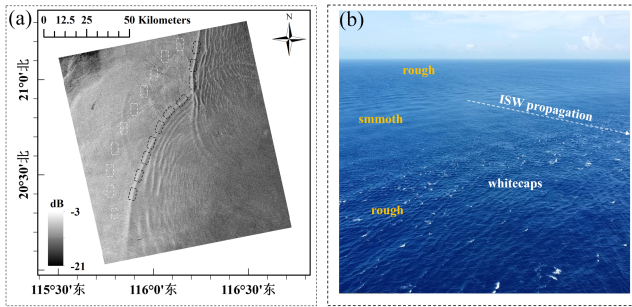 (a)
0 12.5 25 50 Kilometers
N
21°0'北
20°30'北
dB
-3
-21
115°30'东 116°0'东 116°30'东
(b)
rough
ISW propagation
smmoth
whitecaps
rough